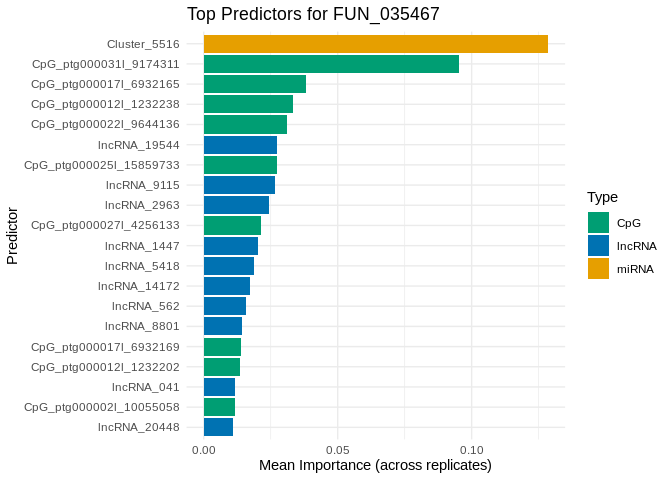 Top Predictors for FUN_035467
Predictor
Cluster_5516
CpG_ptg000031l_9174311
CpG_ptg000017l_6932165
CpG_ptg000012l_1232238
CpG_ptg000022l_9644136
lncRNA_19544
CpG_ptg000025l_15859733
lncRNA_9115
lncRNA_2963
CpG_ptg000027l_4256133
lncRNA_1447
lncRNA_5418
lncRNA_14172
lncRNA_562
lncRNA_8801
CpG_ptg000017l_6932169
CpG_ptg000012l_1232202
lncRNA_041
CpG_ptg000002l_10055058
lncRNA_20448
0.00 0.05 0.10
Mean Importance (across replicates)
Type
CpG
lncRNA
miRNA